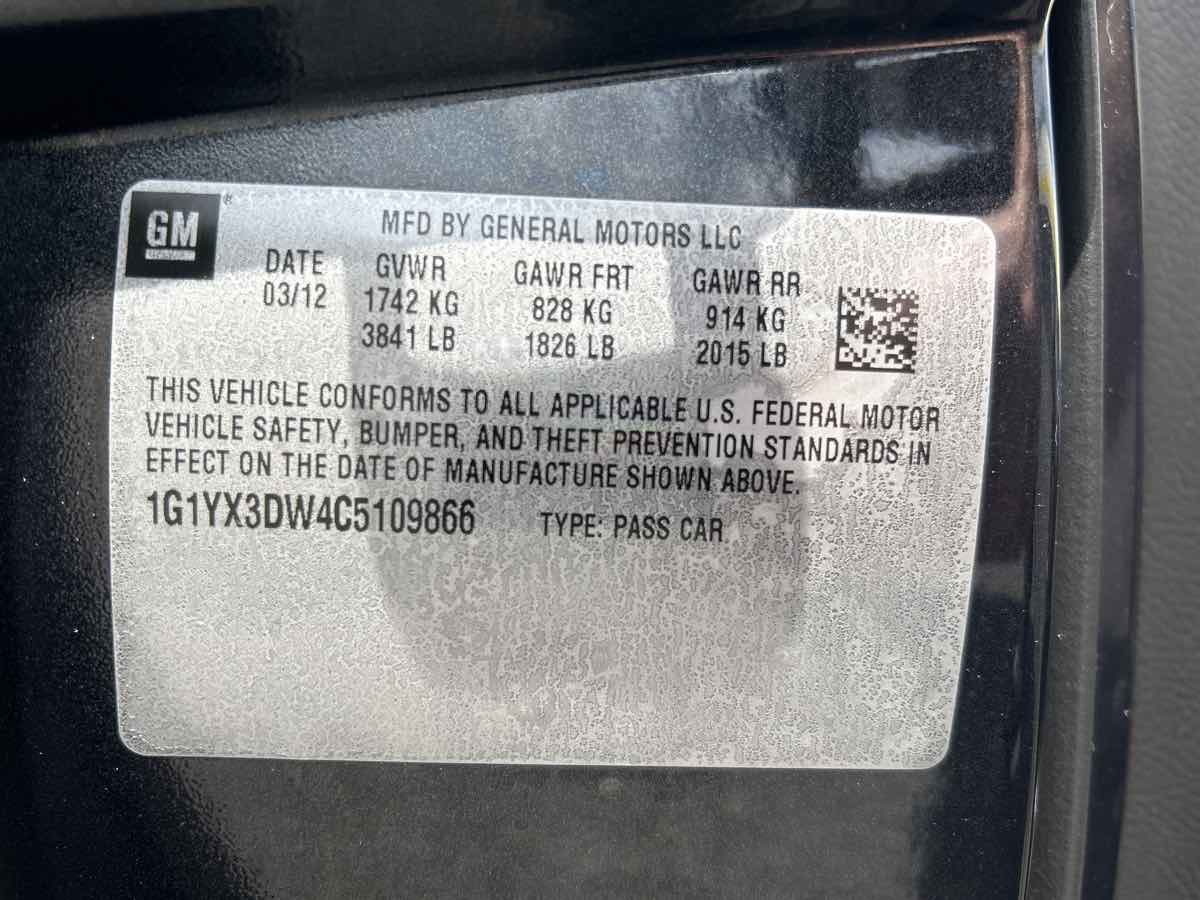 GM
MFD BY GENERAL MOTORS LLC
DATE GVWR GAWR FRT GAWR RR
03/12 1742 KG 828 KG 914 KG
3841 LB 1826 LB 2015 LB
THIS VEHICLE CONFORMS TO ALL APPLICABLE U.S. FEDERAL MOTOR
VEHICLE SAFETY, BUMPER, AND THEFT PREVENTION STANDARDS IN
EFFECT ON THE DATE OF MANUFACTURE SHOWN ABOVE.
1G1YX3DW4C5109866 TYPE: PASS CAR